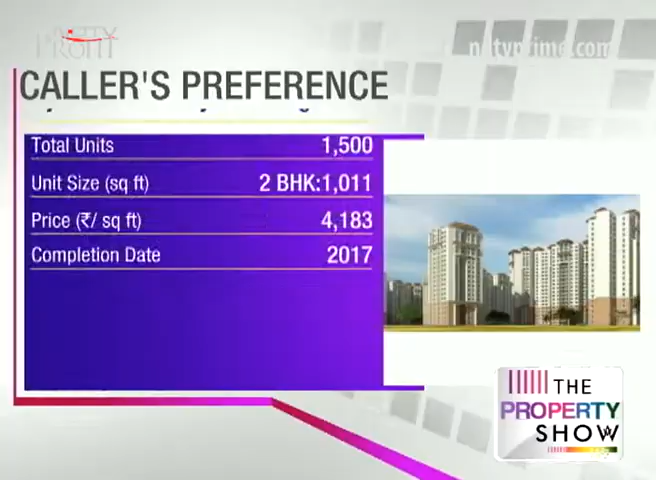 PROFIT
ndtvprime.com
CALLER'S PREFERENCE
Total Units 1,500
Unit Size (sq ft) 2 BHK:1,011
Price (₹/ sq ft) 4,183
Completion Date 2017
THE
PROPERTY
SHOW